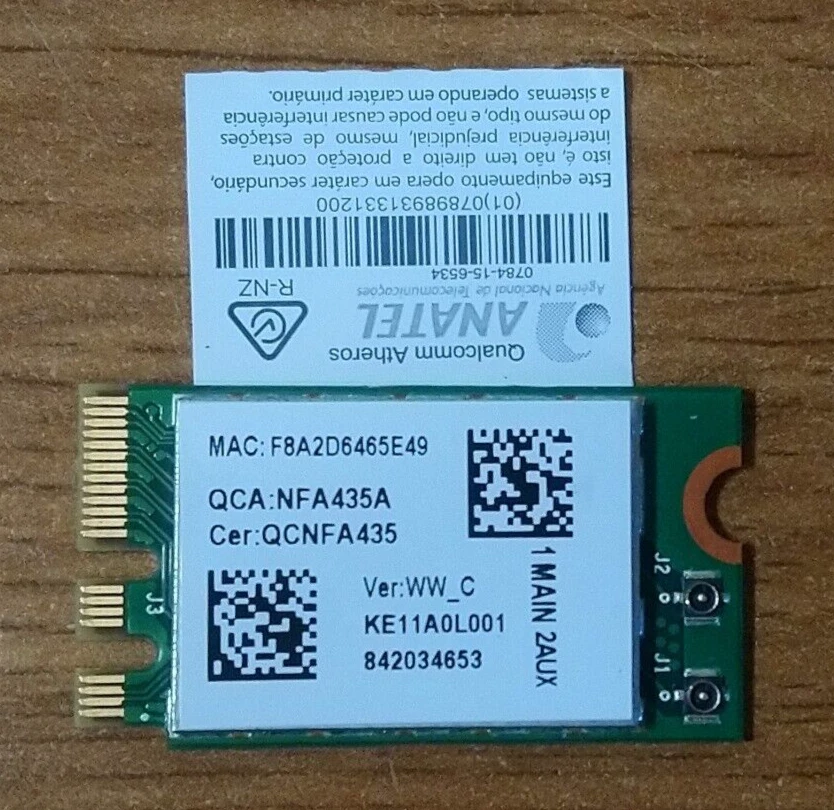 Qualcomm Atheros
ANATEL
Agência Nacional de Telecomunicações
R-NZ
0784-15-6534
(01)07898931331200
Este equipamento opera em caráter secundário,
isto é, não tem direito a proteção contra
interferência prejudicial, mesmo de estações
do mesmo tipo, e não pode causar interferência
a sistemas operando em caráter primário.
MAC: F8A2D6465E49
QCA:NFA435A
Cer:QCNFA435
Ver:WW_C
KE11A0L001
842034653
1 MAIN 2AUX
J3
J2
J1